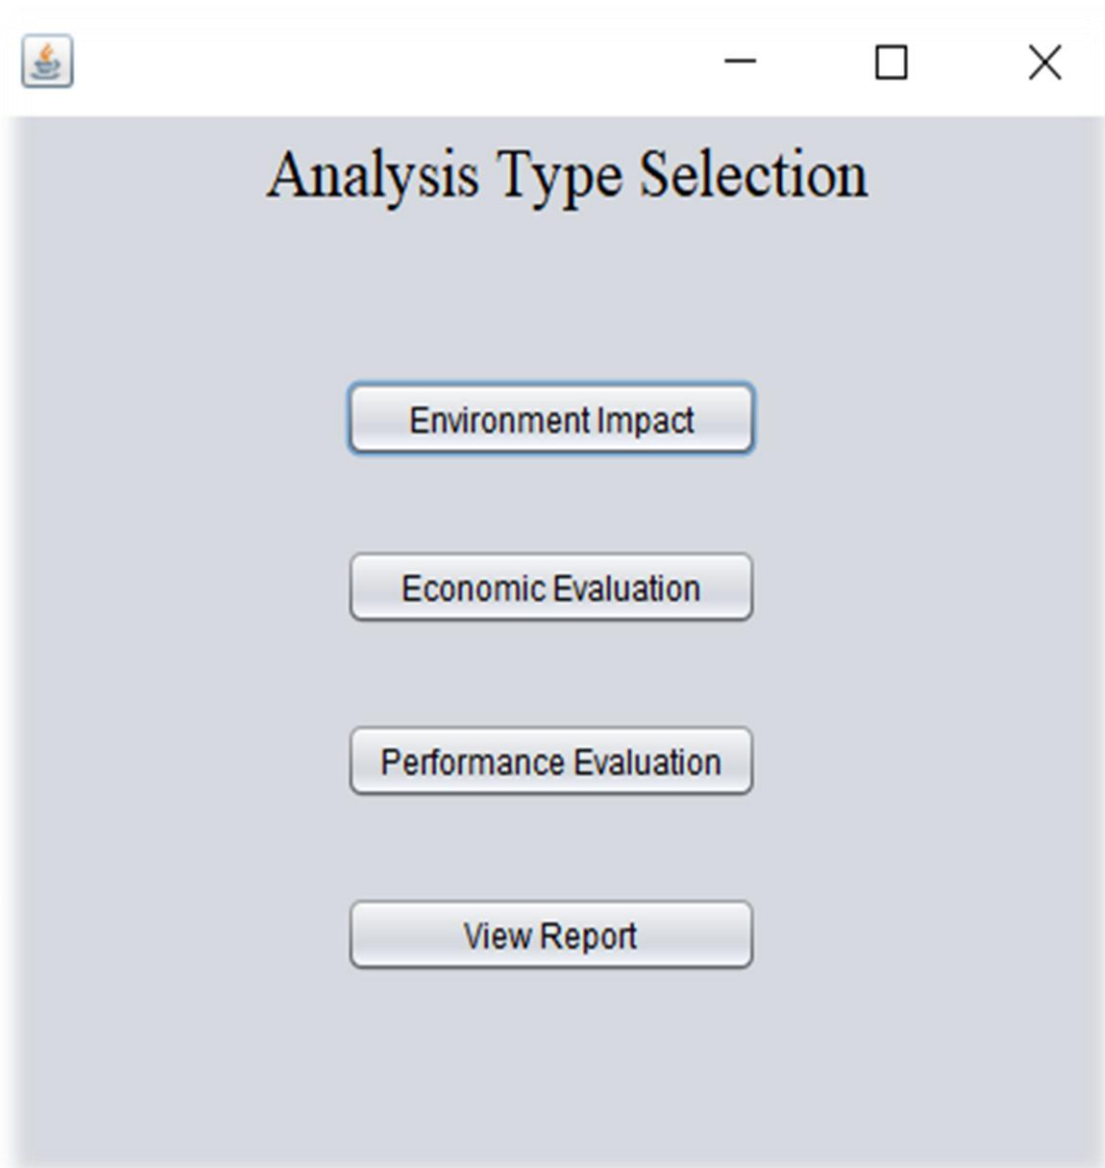 Analysis Type Selection
Environment Impact
Economic Evaluation
Performance Evaluation
View Report